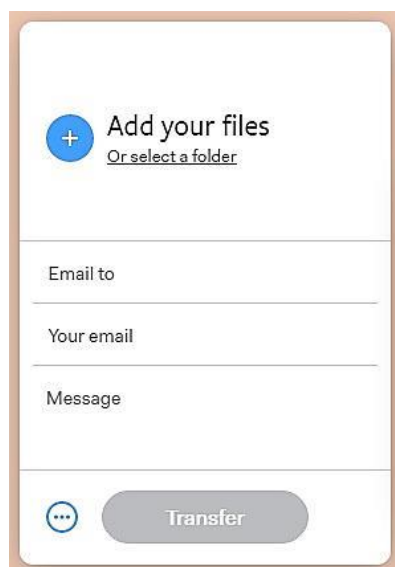 Add your files
Or select a folder
Email to
Your email
Message
Transfer